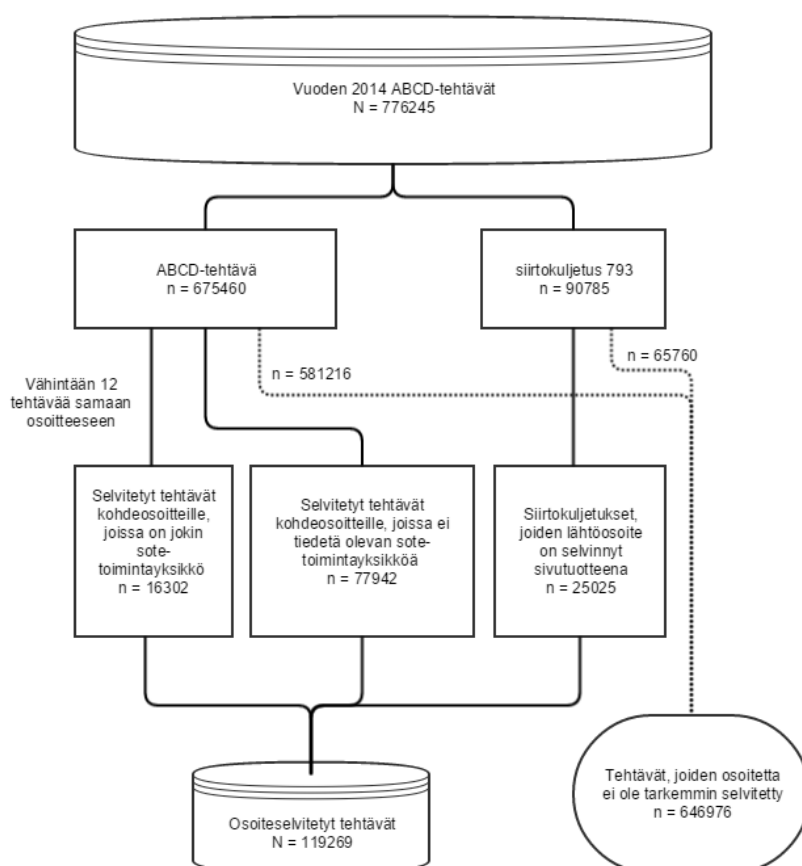 Vuoden 2014 ABCD-tehtävät
N = 776245
ABCD-tehtävä
n = 675460
siirtokuljetus 793
n = 90785
n = 65760
n = 581216
Vähintään 12
tehtävää samaan
osoitteeseen
Selvitetyt tehtävät
kohdeosoitteille,
joissa on jokin
sote-
toimintayksikkö
n = 16302
Selvitetyt tehtävät
kohdeosoitteille, joissa ei
tiedetä olevan sote-
toimintayksikköä
n = 77942
Siirtokuljetukset,
joiden lähtöosoite
on selvinnyt
sivutuotteena
n = 25025
Tehtävät, joiden osoitetta
ei ole tarkemmin selvitetty
n = 646976
Osoiteselvitetyt tehtävät
N = 119269